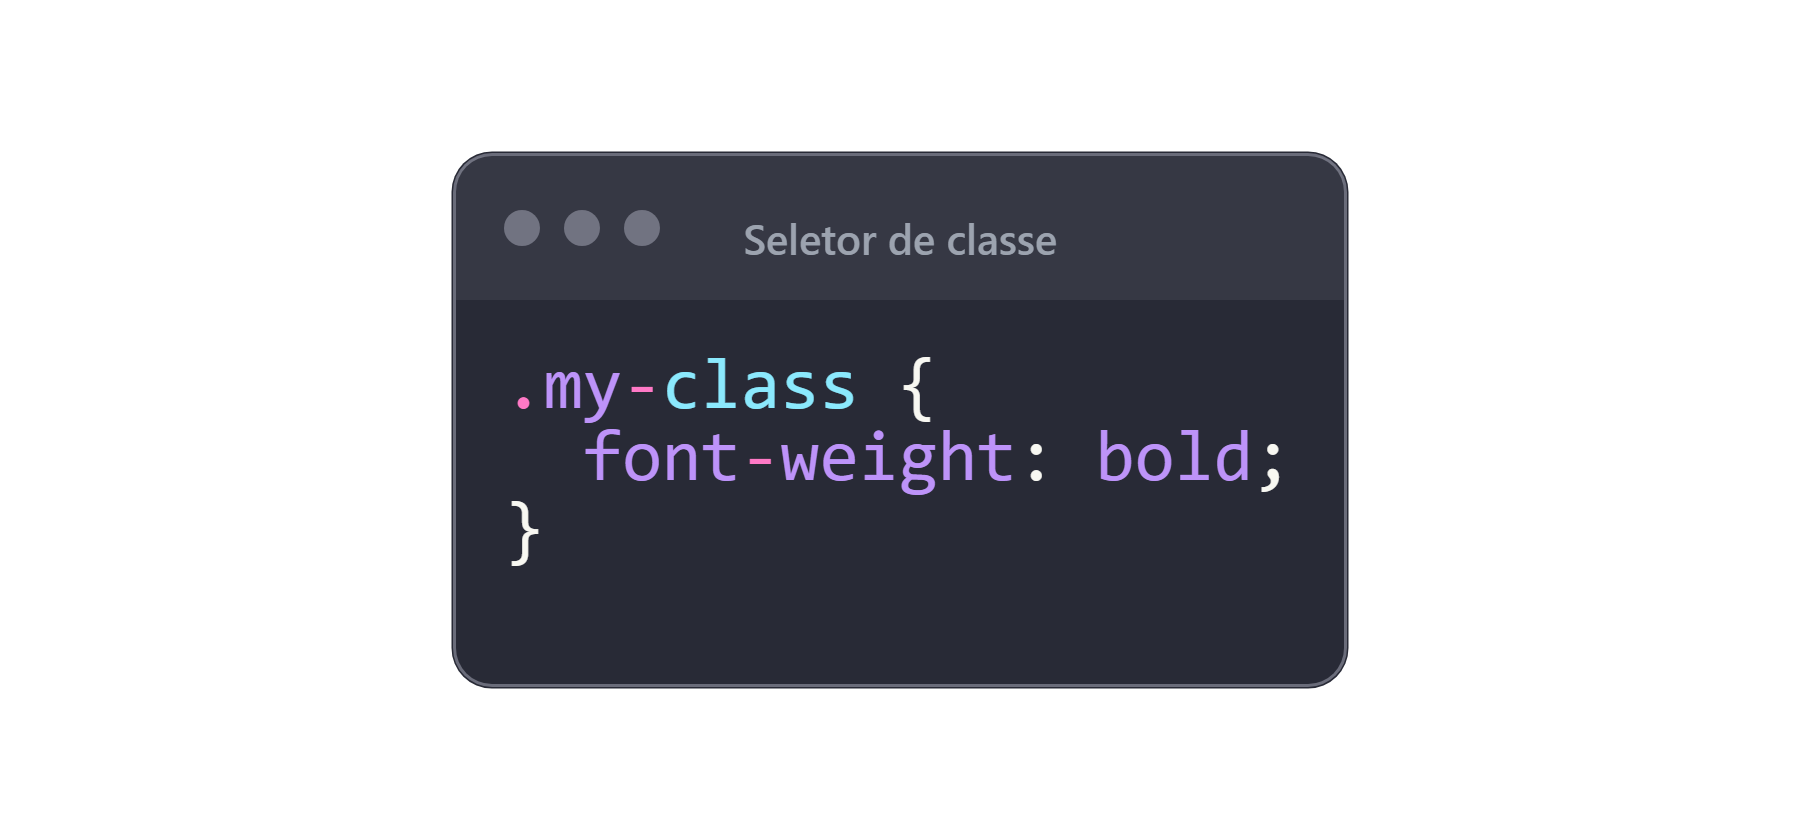 Seletor de classe
.my-class {
  font-weight: bold;
}